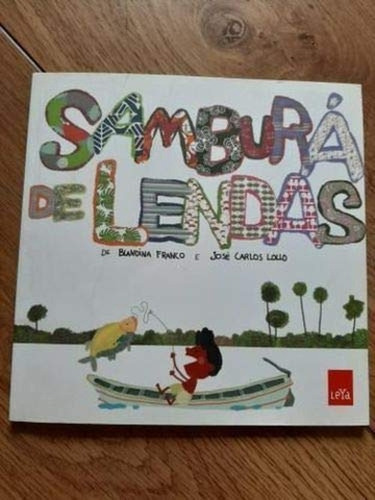 SAMBURÁ
DE LENDAS
DE BLANDINA FRANCO E JOSÉ CARLOS LOLLO
LeYa